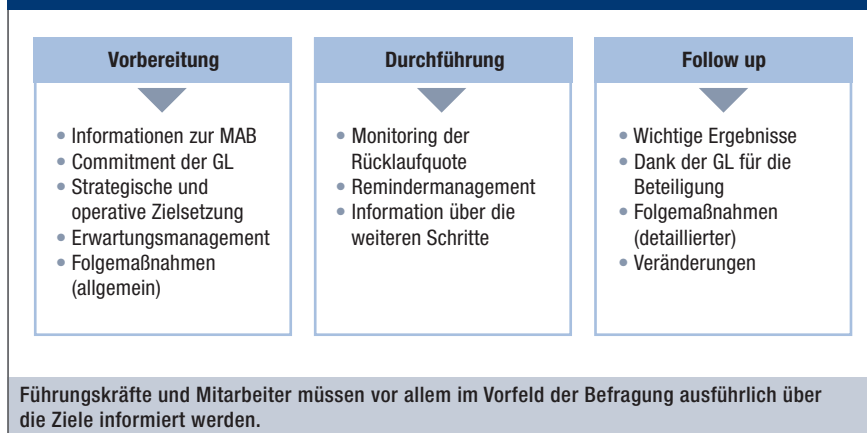 Vorbereitung
• Informationen zur MAB
• Commitment der GL
• Strategische und
operative Zielsetzung
• Erwartungsmanagement
• Folgemaßnahmen
(allgemein)
Durchführung
• Monitoring der
Rücklaufquote
• Remindermanagement
• Information über die
weiteren Schritte
Follow up
• Wichtige Ergebnisse
• Dank der GL für die
Beteiligung
• Folgemaßnahmen
(detaillierter)
• Veränderungen
Führungskräfte und Mitarbeiter müssen vor allem im Vorfeld der Befragung ausführlich über
die Ziele informiert werden.